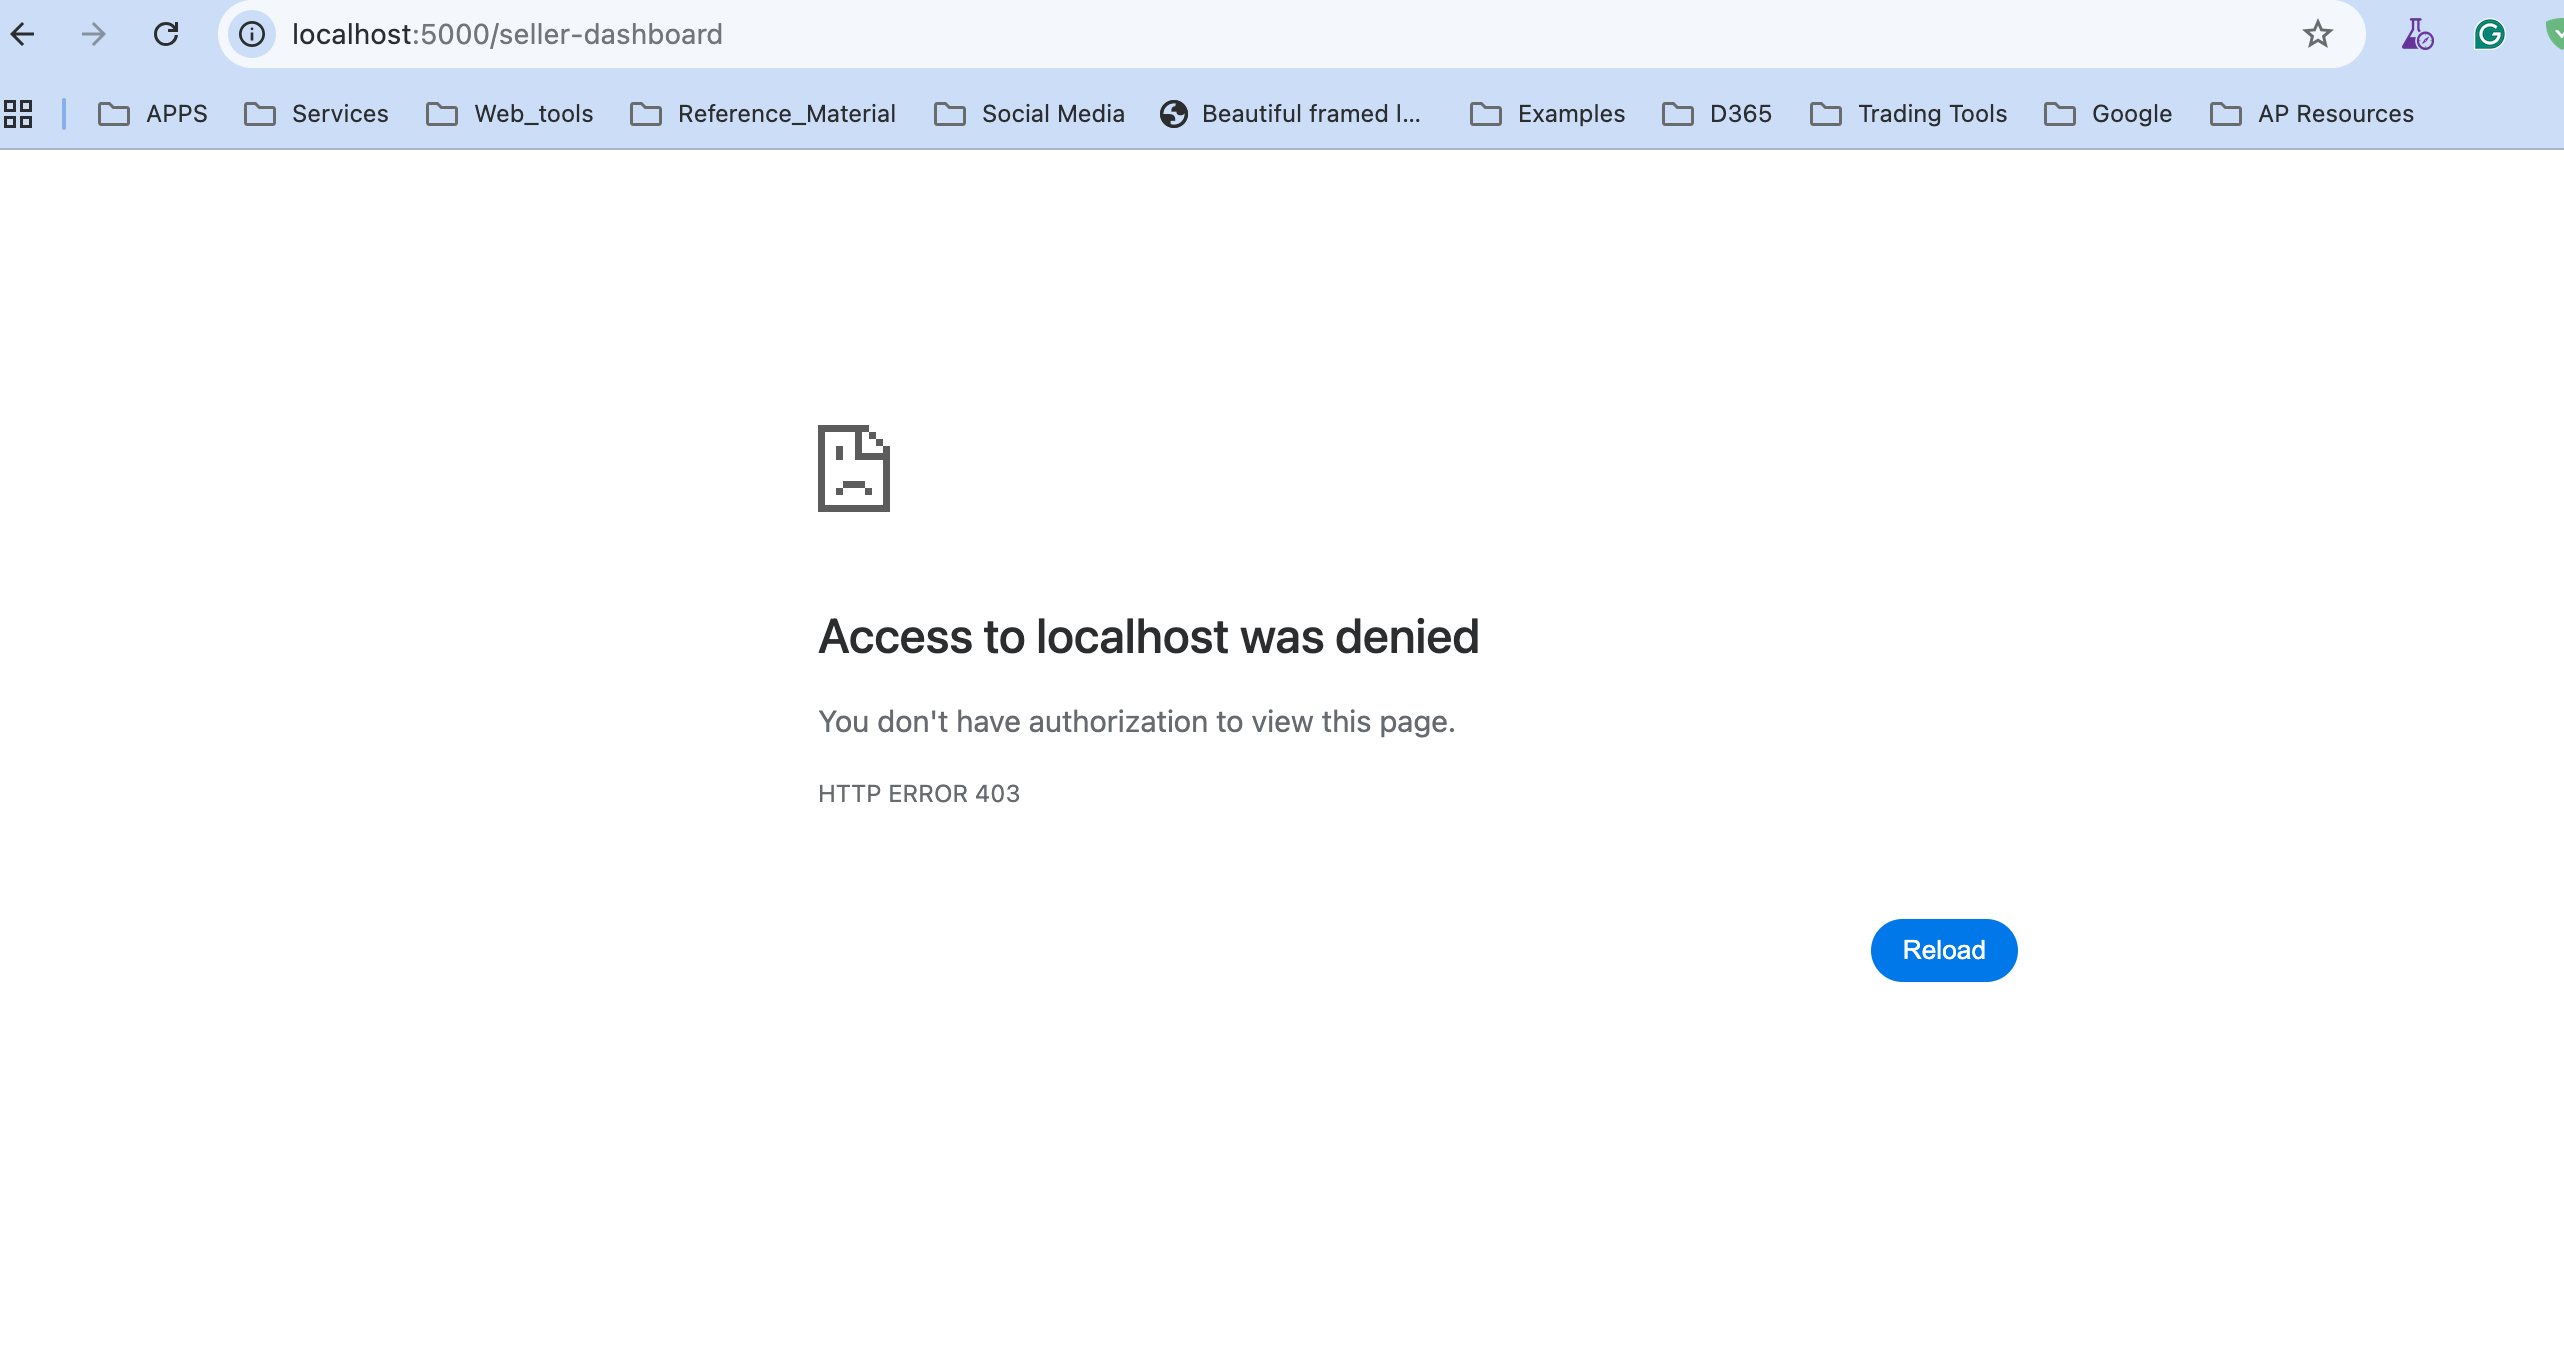 localhost:5000/seller-dashboard
APPS Services Web_tools Reference_Material Social Media Beautiful framed l... Examples D365 Trading Tools Google AP Resources
Access to localhost was denied
You don't have authorization to view this page.
HTTP ERROR 403
Reload